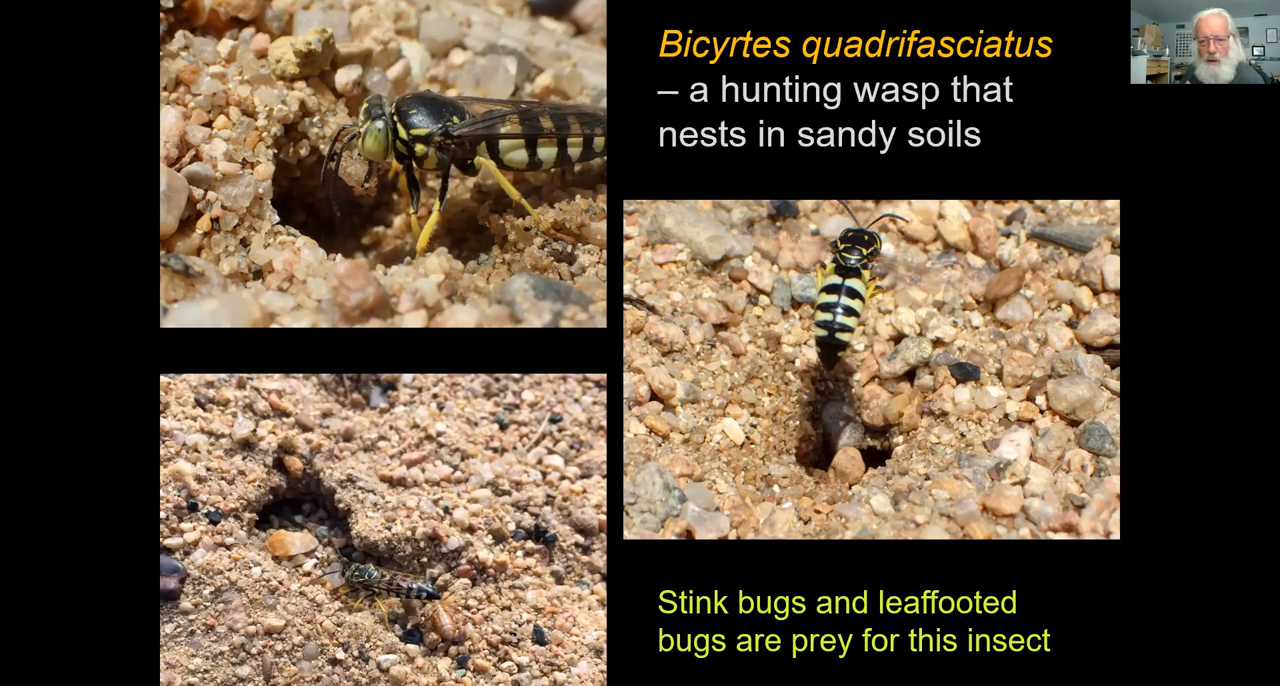 Bicyrtes quadrifasciatus
– a hunting wasp that
nests in sandy soils
Stink bugs and leaffooted
bugs are prey for this insect